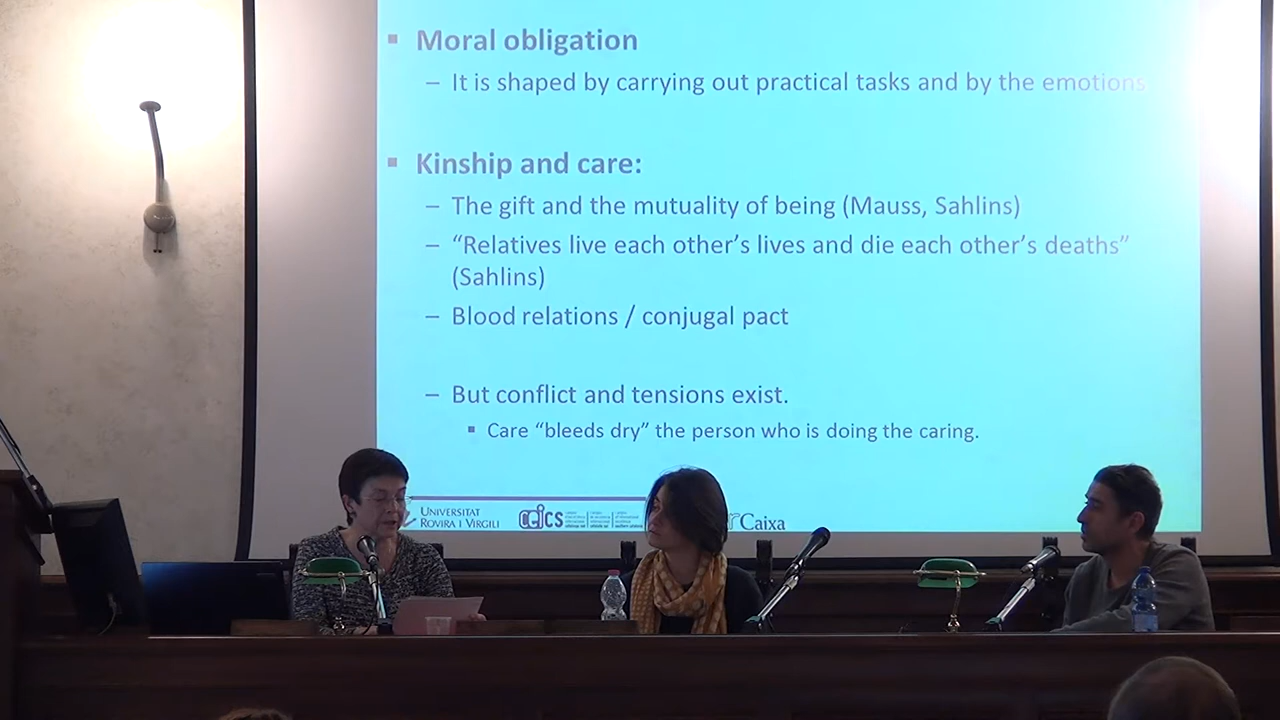 ▪ Moral obligation
– It is shaped by carrying out practical tasks and by the emotions
▪ Kinship and care:
– The gift and the mutuality of being (Mauss, Sahlins)
– “Relatives live each other’s lives and die each other’s deaths”
(Sahlins)
– Blood relations / conjugal pact
– But conflict and tensions exist.
▪ Care “bleeds dry” the person who is doing the caring.
UNIVERSITAT
ROVIRA I VIRGILI
rCaixa